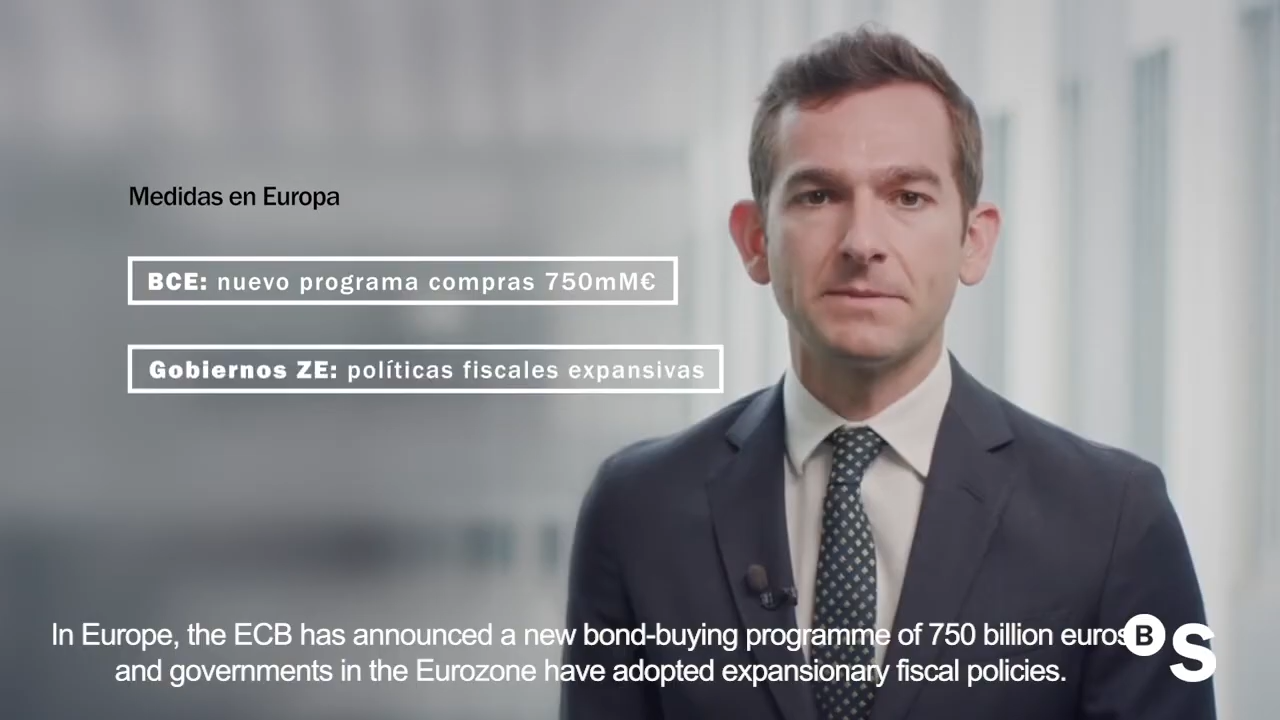 Medidas en Europa
BCE: nuevo programa compras 750mM€
Gobiernos ZE: políticas fiscales expansivas
In Europe, the ECB has announced a new bond-buying programme of 750 billion euros
and governments in the Eurozone have adopted expansionary fiscal policies.
B S